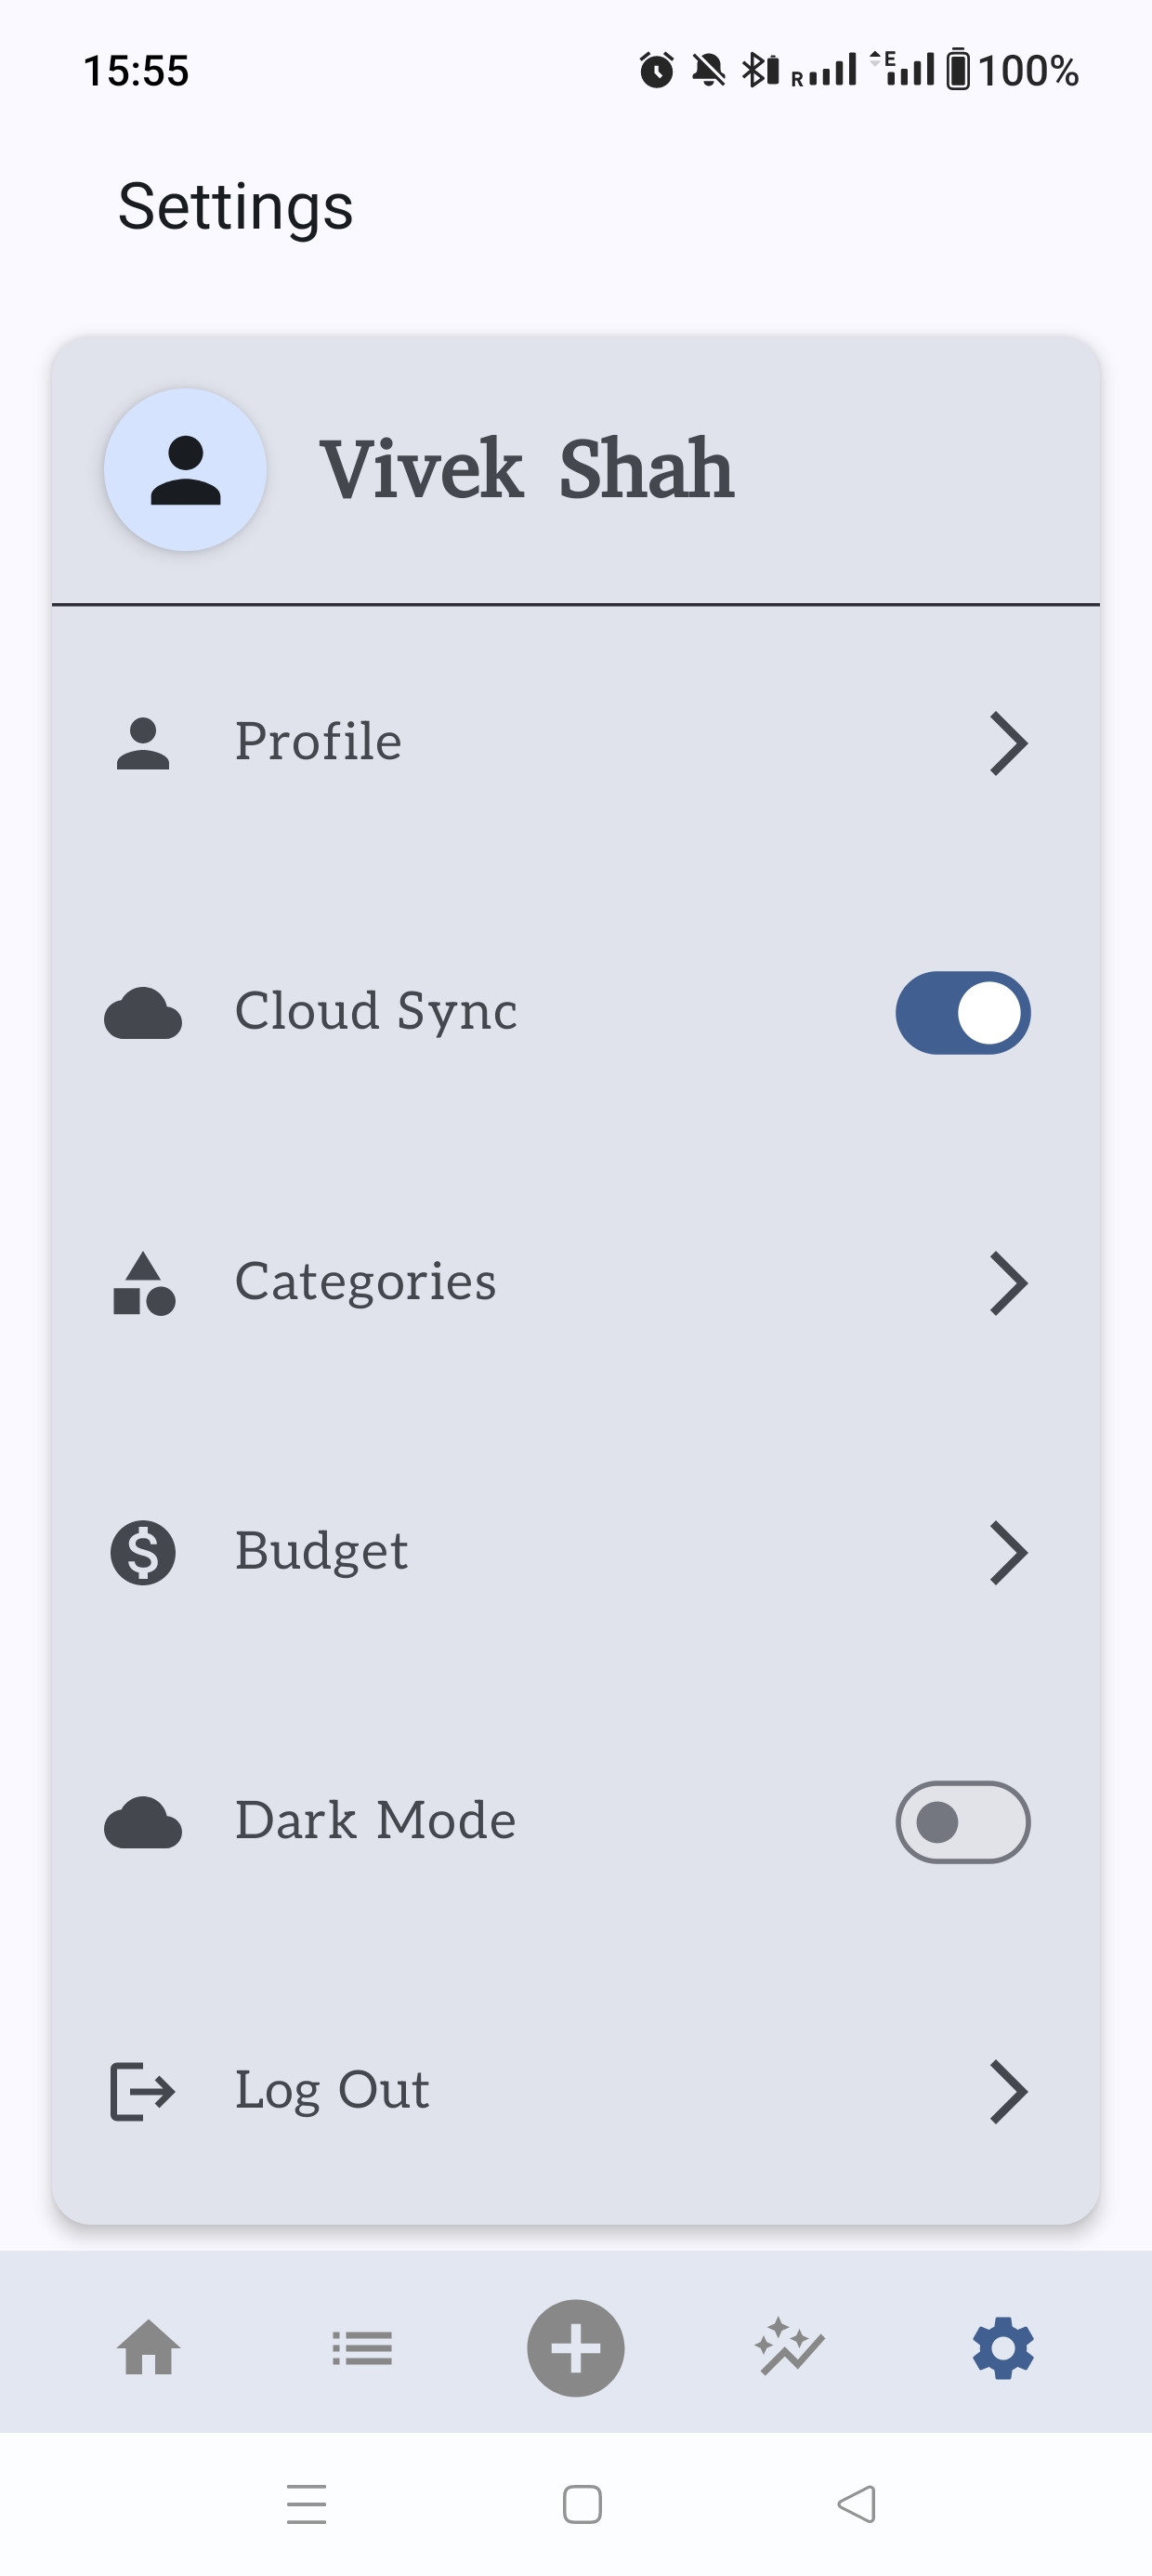 15:55 R E 100%
Settings
Vivek Shah
Profile
Cloud Sync
Categories
Budget
Dark Mode
Log Out